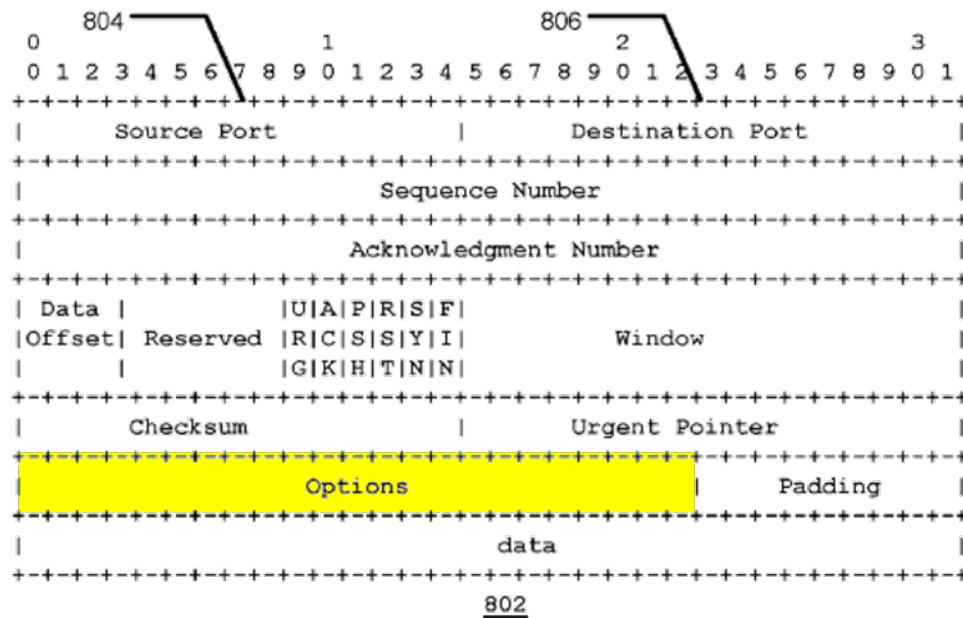 804 806
0 1 2 3
0 1 2 3 4 5 6 7 8 9 0 1 2 3 4 5 6 7 8 9 0 1 2 3 4 5 6 7 8 9 0 1
+-+-+-+-+-+-+-+-+-+-+-+-+-+-+-+-+-+-+-+-+-+-+-+-+-+-+-+-+-+-+-+-+
| Source Port | Destination Port |
+-+-+-+-+-+-+-+-+-+-+-+-+-+-+-+-+-+-+-+-+-+-+-+-+-+-+-+-+-+-+-+-+
| Sequence Number |
+-+-+-+-+-+-+-+-+-+-+-+-+-+-+-+-+-+-+-+-+-+-+-+-+-+-+-+-+-+-+-+-+
| Acknowledgment Number |
+-+-+-+-+-+-+-+-+-+-+-+-+-+-+-+-+-+-+-+-+-+-+-+-+-+-+-+-+-+-+-+-+
| Data | |U|A|P|R|S|F| |
|Offset| Reserved |R|C|S|S|Y|I| Window |
| | |G|K|H|T|N|N| |
+-+-+-+-+-+-+-+-+-+-+-+-+-+-+-+-+-+-+-+-+-+-+-+-+-+-+-+-+-+-+-+-+
| Checksum | Urgent Pointer |
+-+-+-+-+-+-+-+-+-+-+-+-+-+-+-+-+-+-+-+-+-+-+-+-+-+-+-+-+-+-+-+-+
| Options | Padding |
+-+-+-+-+-+-+-+-+-+-+-+-+-+-+-+-+-+-+-+-+-+-+-+-+-+-+-+-+-+-+-+-+
| data |
+-+-+-+-+-+-+-+-+-+-+-+-+-+-+-+-+-+-+-+-+-+-+-+-+-+-+-+-+-+-+-+-+
802